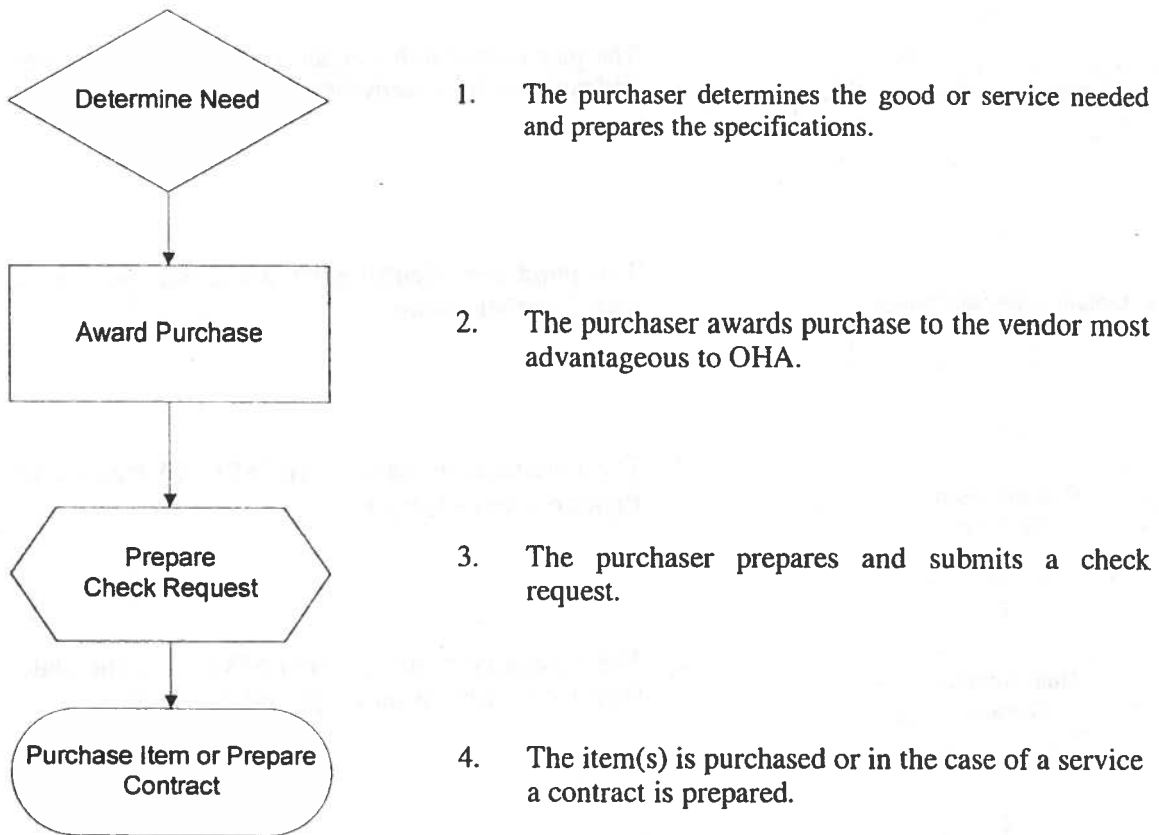 Determine Need
1. The purchaser determines the good or service needed
and prepares the specifications.
Award Purchase
2. The purchaser awards purchase to the vendor most
advantageous to OHA.
Prepare
Check Request
3. The purchaser prepares and submits a check
request.
Purchase Item or Prepare
Contract
4. The item(s) is purchased or in the case of a service
a contract is prepared.